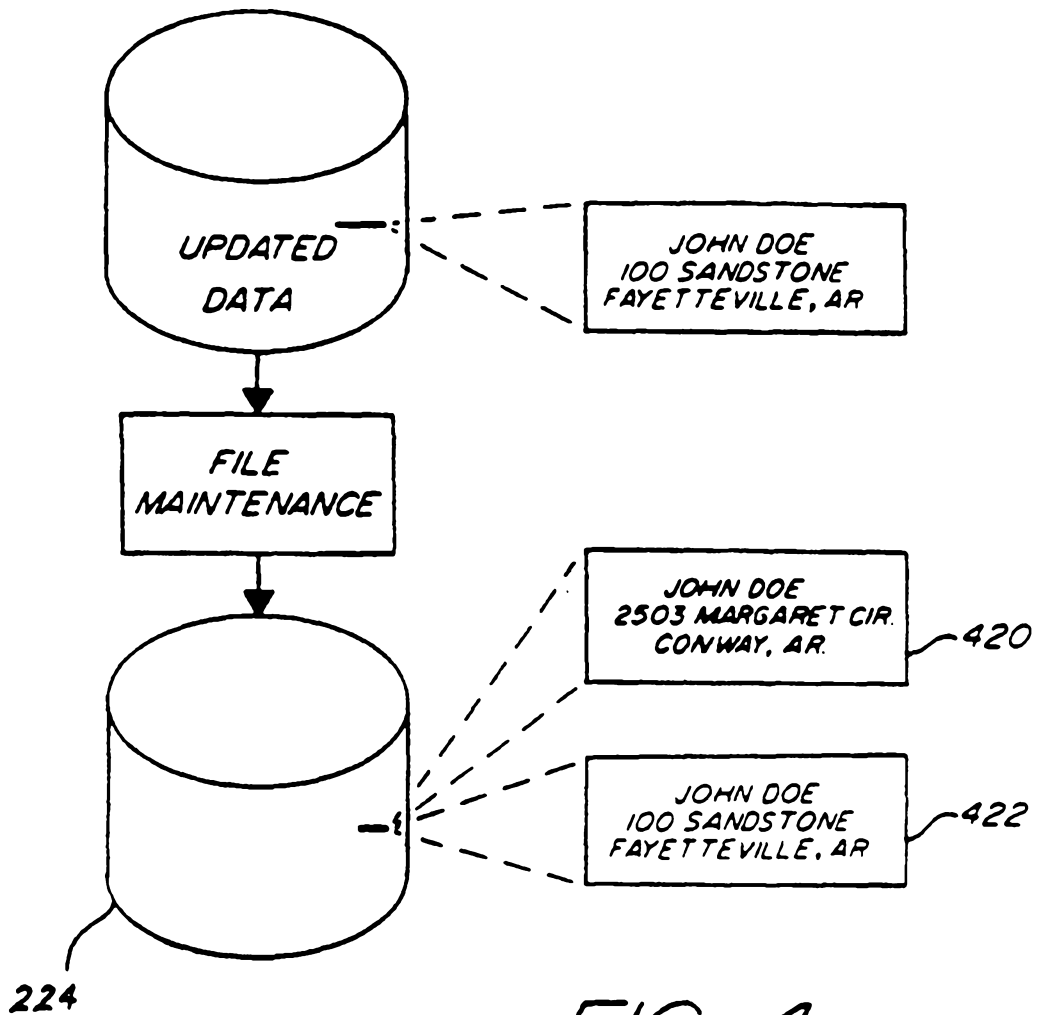 UPDATED
DATA
JOHN DOE
100 SANDSTONE
FAYETTEVILLE, AR
FILE
MAINTENANCE
JOHN DOE
2503 MARGARET CIR.
CONWAY, AR.
420
JOHN DOE
100 SANDSTONE
FAYETTEVILLE, AR
422
224